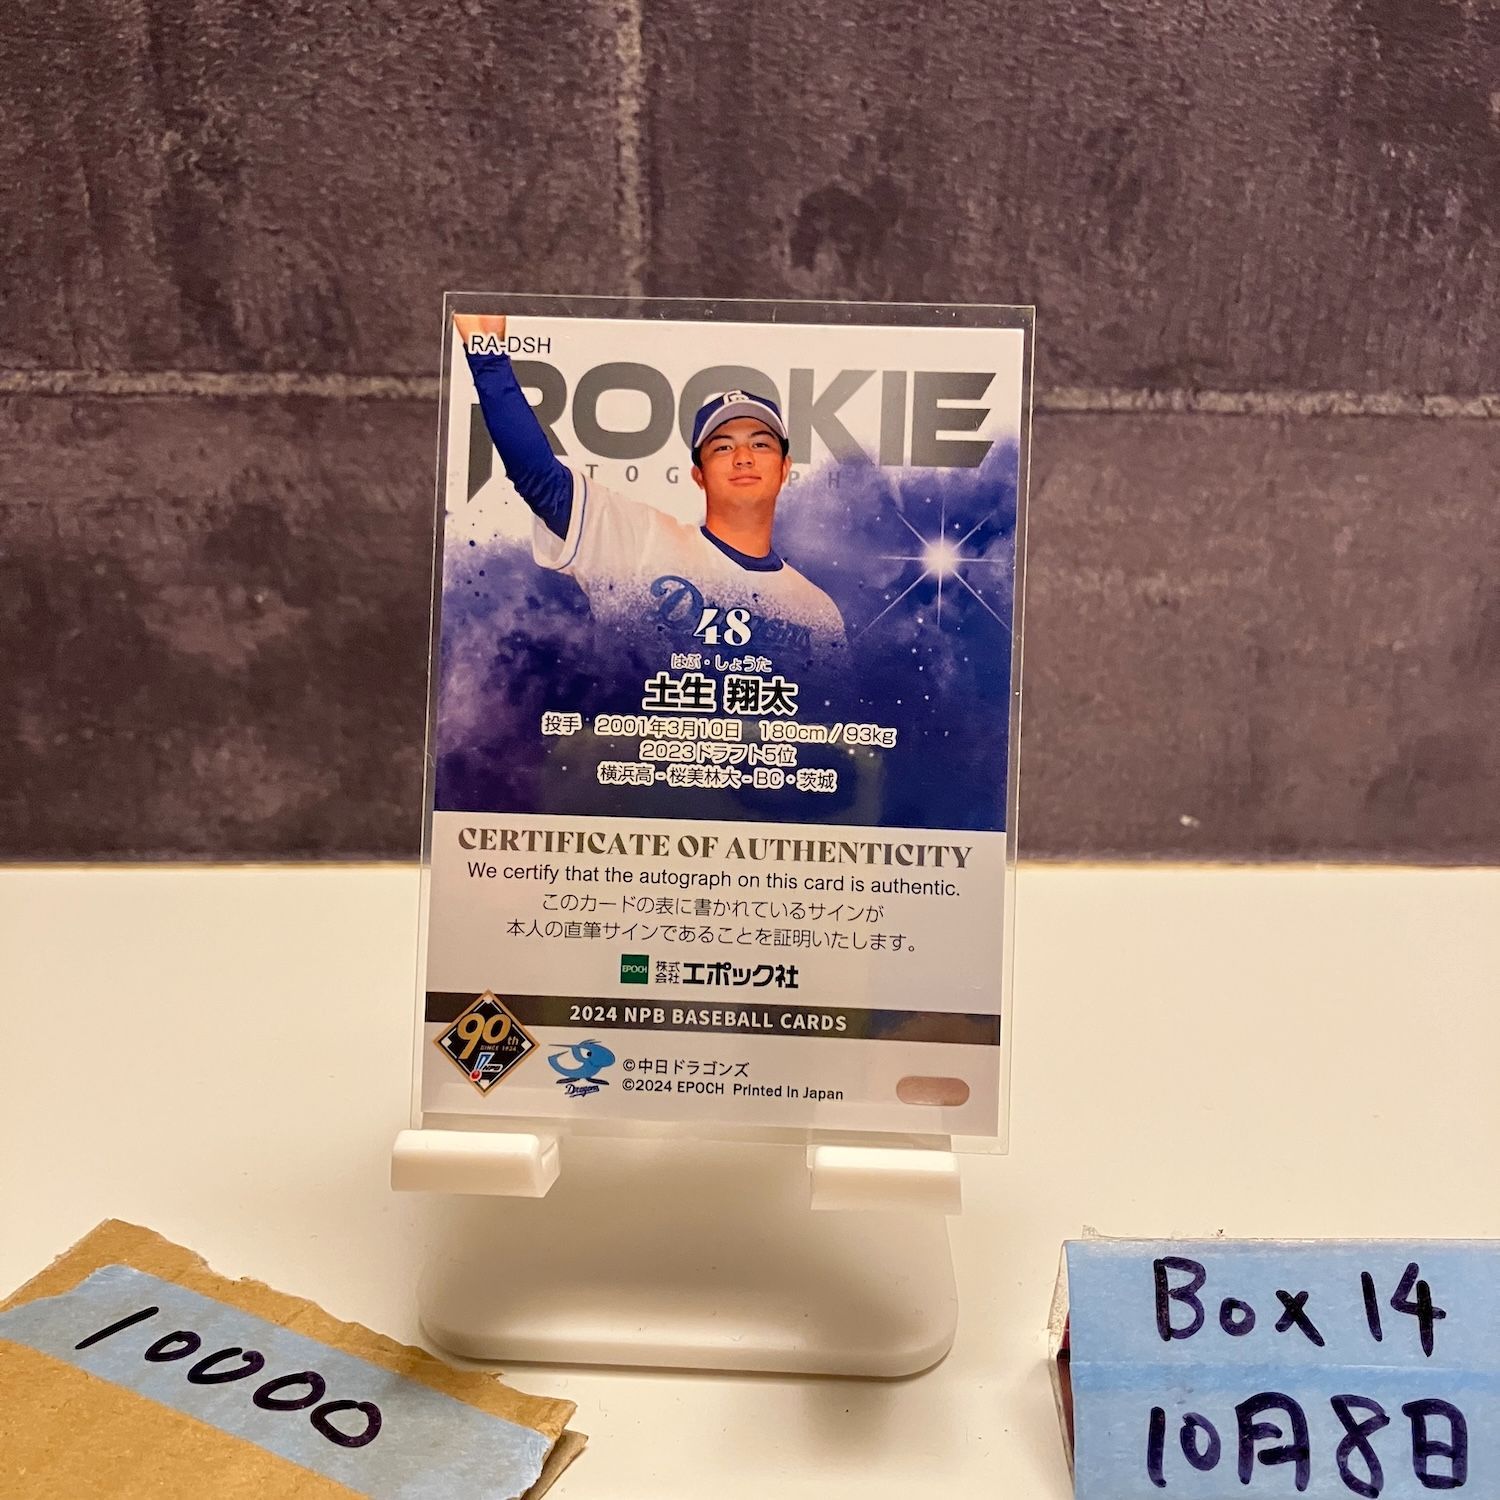 RA-DSH
ROOKIE
48
はぶ・しょうた
土生 翔太
投手 2001年3月10日 180cm / 93kg
2023ドラフト5位
横浜高 - 桜美林大 - BC・茨城
CERTIFICATE OF AUTHENTICITY
We certify that the autograph on this card is authentic.
このカードの表に書かれているサインが
本人の直筆サインであることを証明いたします。
EPOCH 株式会社 エポック社
2024 NPB BASEBALL CARDS
90th
SINCE 1934
NPB
Dragons
©中日ドラゴンズ
©2024 EPOCH Printed In Japan
10000
Box 14
10月8日